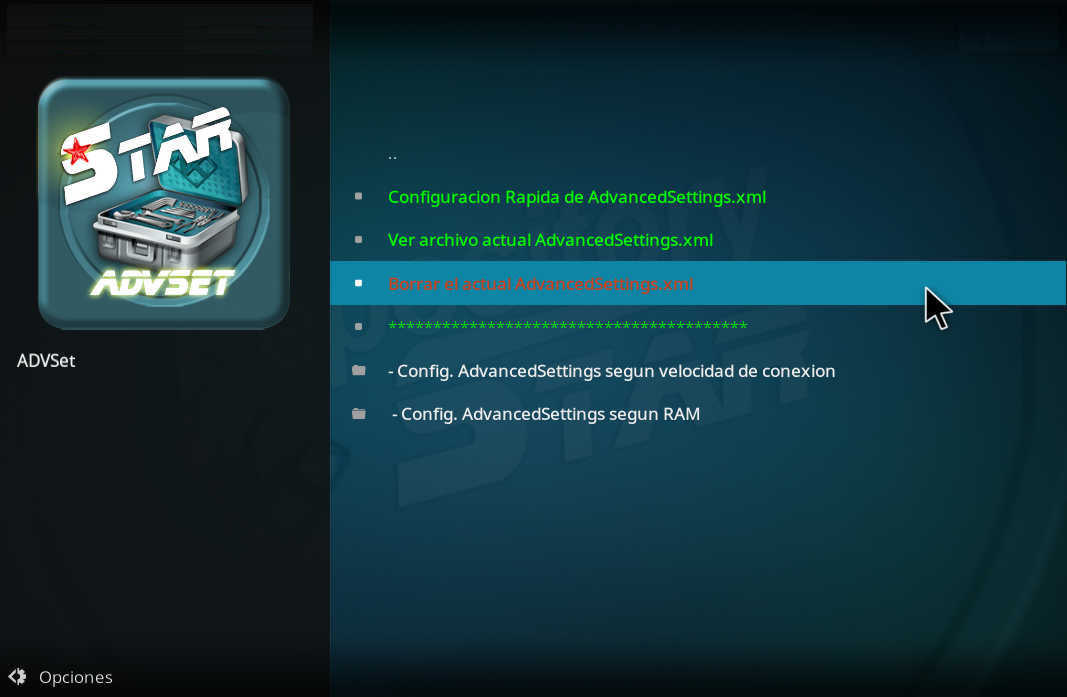 STAR
ADVSET
ADVSet
Opciones
..
Configuracion Rapida de AdvancedSettings.xml
Ver archivo actual AdvancedSettings.xml
Borrar el actual AdvancedSettings.xml
****************************************
- Config. AdvancedSettings segun velocidad de conexion
- Config. AdvancedSettings segun RAM
STAR